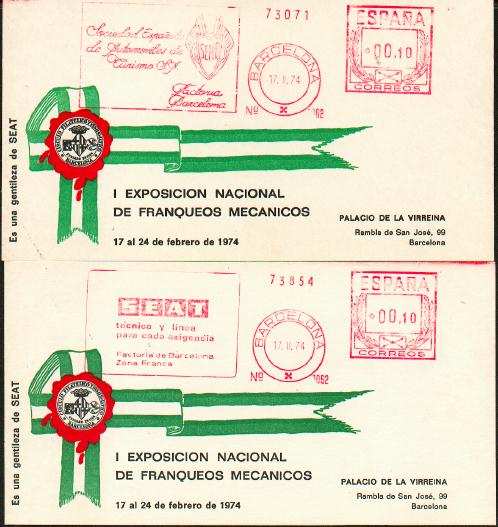 Sociedad Española
de Automóviles de
Turismo S.A.
SEAT
Factoría
Barcelona
73071
BARCELONA
17. II. 74
Nº 1062
ESPAÑA
00,10
CORREOS
Es una gentileza de SEAT
BARCELONA
I EXPOSICION NACIONAL
DE FRANQUEOS MECANICOS
17 al 24 de febrero de 1974
PALACIO DE LA VIRREINA
Rambla de San José, 99
Barcelona
SEAT
técnica y línea
para cada exigencia
Factoría de Barcelona
Zona Franca
73854
BARCELONA
17. II. 74
Nº 1062
ESPAÑA
00,10
CORREOS
Es una gentileza de SEAT
BARCELONA
I EXPOSICION NACIONAL
DE FRANQUEOS MECANICOS
17 al 24 de febrero de 1974
PALACIO DE LA VIRREINA
Rambla de San José, 99
Barcelona